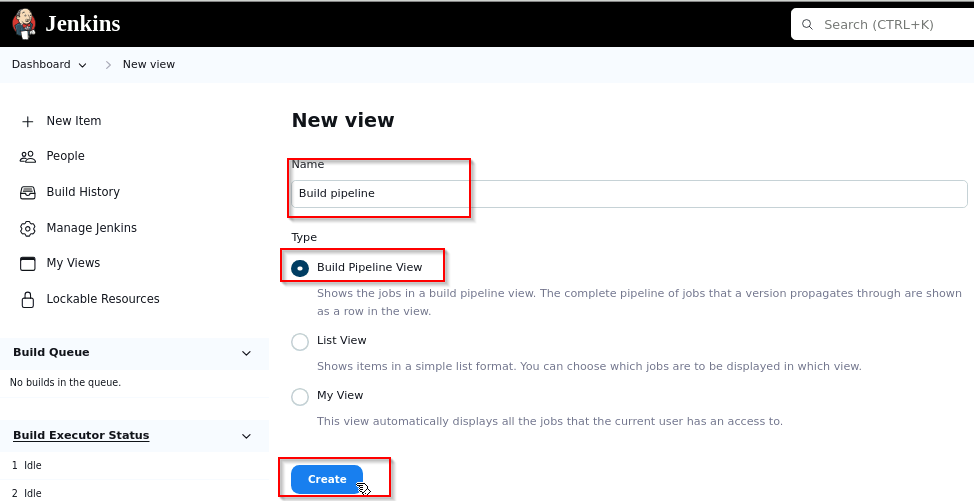 Jenkins
Search (CTRL+K)
Dashboard
New view
New Item
People
Build History
Manage Jenkins
My Views
Lockable Resources
Build Queue
No builds in the queue.
Build Executor Status
1 Idle
2 Idle
New view
Name
Build pipeline
Type
Build Pipeline View
Shows the jobs in a build pipeline view. The complete pipeline of jobs that a version propagates through are shown
as a row in the view.
List View
Shows items in a simple list format. You can choose which jobs are to be displayed in which view.
My View
This view automatically displays all the jobs that the current user has an access to.
Create